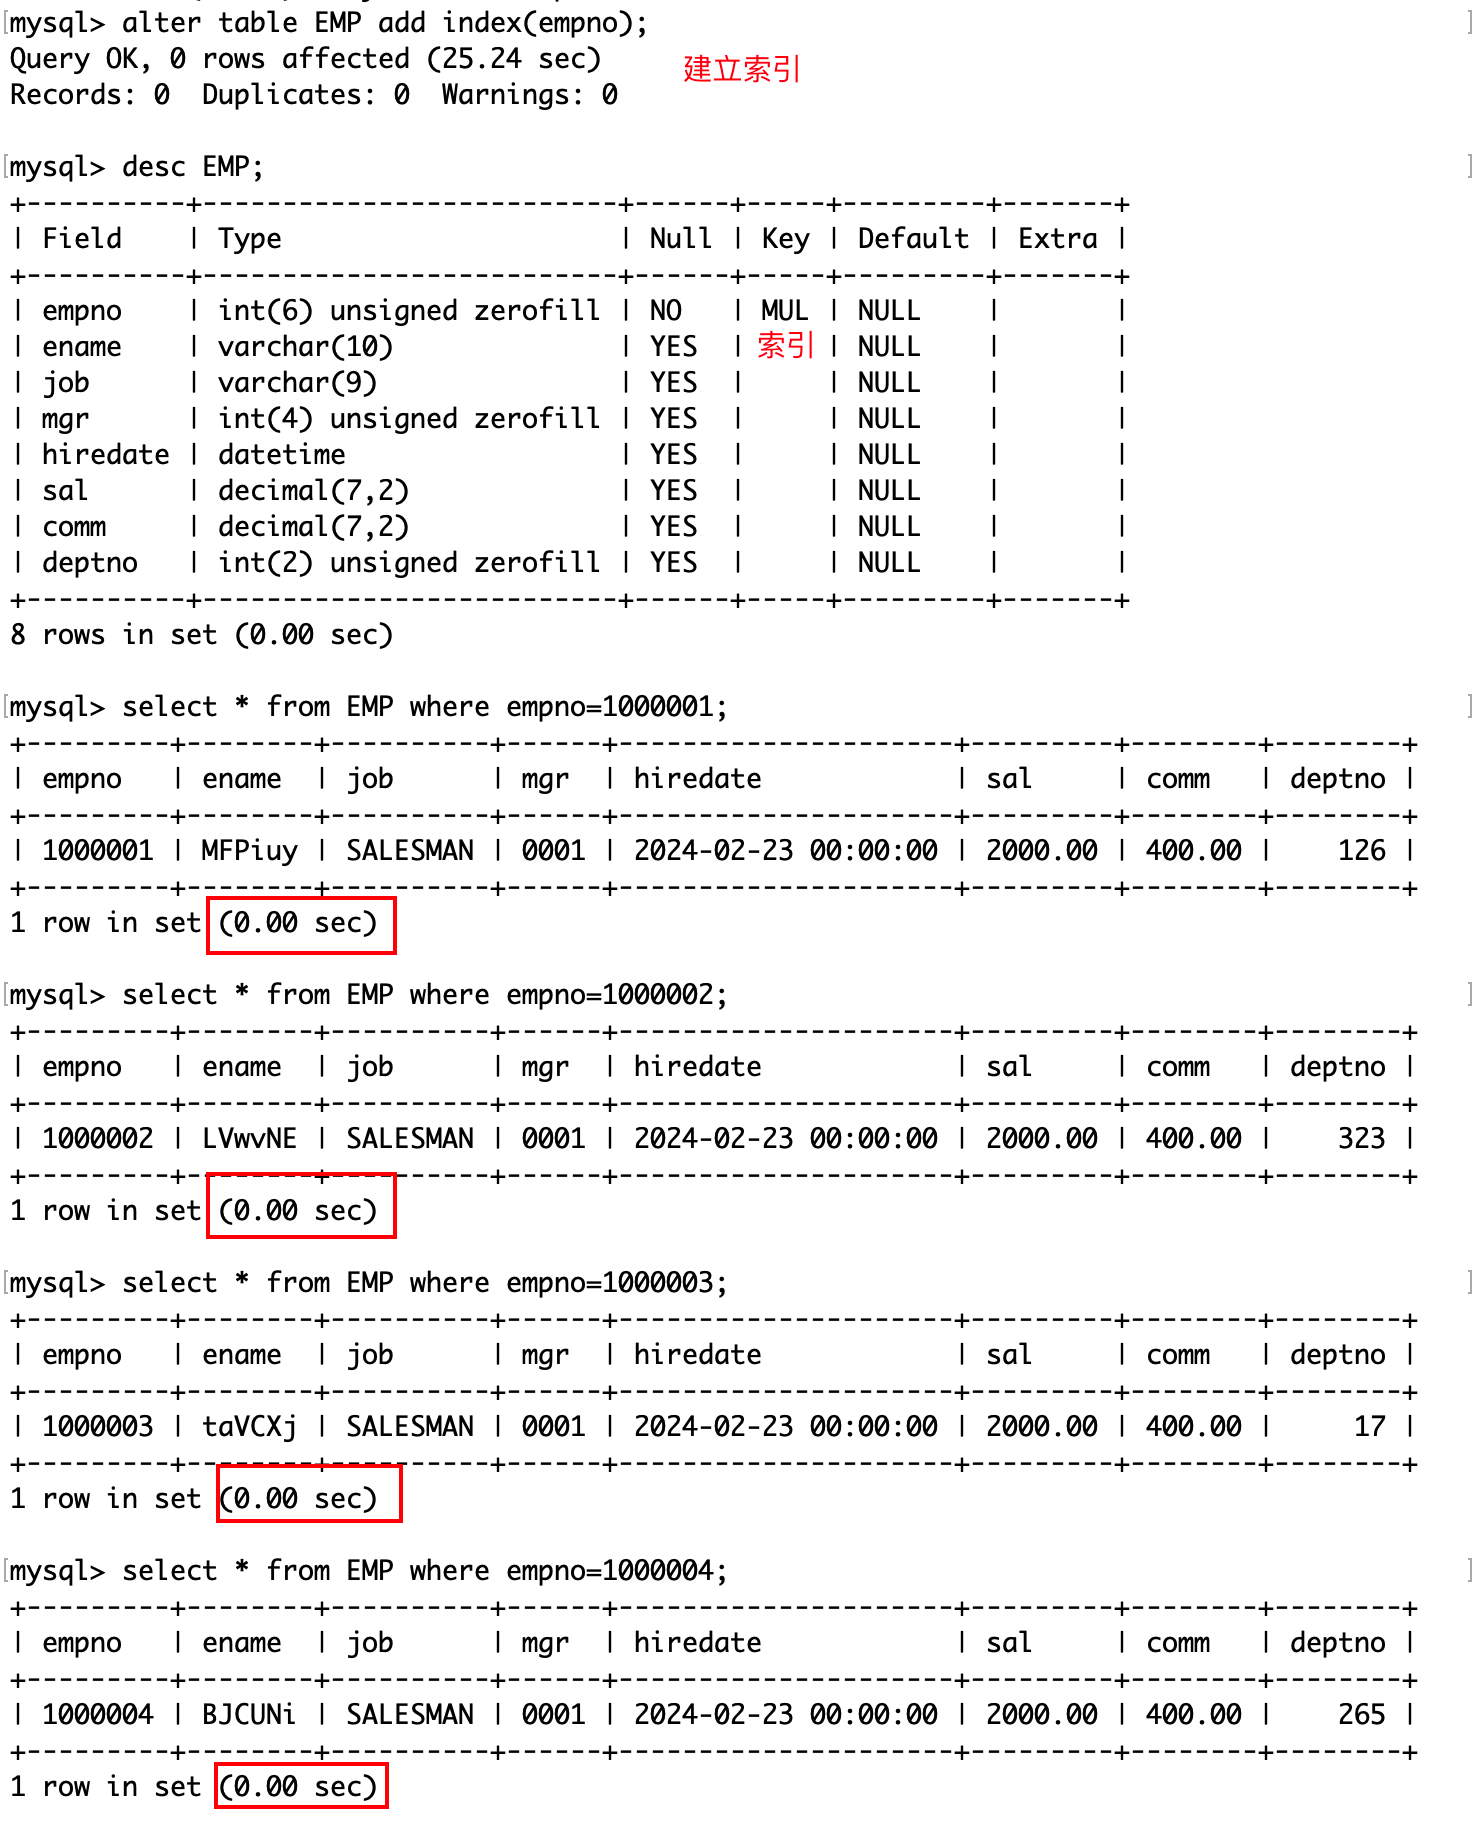 mysql> alter table EMP add index(empno);
Query OK, 0 rows affected (25.24 sec)
建立索引
Records: 0  Duplicates: 0  Warnings: 0
mysql> desc EMP;
+----------+--------------------------+------+-----+---------+-------+
| Field    | Type                     | Null | Key | Default | Extra |
+----------+--------------------------+------+-----+---------+-------+
| empno    | int(6) unsigned zerofill | NO   | MUL | NULL    |       |
| ename    | varchar(10)              | YES  | 索引 | NULL    |       |
| job      | varchar(9)               | YES  |     | NULL    |       |
| mgr      | int(4) unsigned zerofill | YES  |     | NULL    |       |
| hiredate | datetime                 | YES  |     | NULL    |       |
| sal      | decimal(7,2)             | YES  |     | NULL    |       |
| comm     | decimal(7,2)             | YES  |     | NULL    |       |
| deptno   | int(2) unsigned zerofill | YES  |     | NULL    |       |
+----------+--------------------------+------+-----+---------+-------+
8 rows in set (0.00 sec)
mysql> select * from EMP where empno=1000001;
+---------+--------+----------+------+---------------------+---------+--------+--------+
| empno   | ename  | job      | mgr  | hiredate            | sal     | comm   | deptno |
+---------+--------+----------+------+---------------------+---------+--------+--------+
| 1000001 | MFPiuy | SALESMAN | 0001 | 2024-02-23 00:00:00 | 2000.00 | 400.00 |    126 |
+---------+--------+----------+------+---------------------+---------+--------+--------+
1 row in set (0.00 sec)
mysql> select * from EMP where empno=1000002;
+---------+--------+----------+------+---------------------+---------+--------+--------+
| empno   | ename  | job      | mgr  | hiredate            | sal     | comm   | deptno |
+---------+--------+----------+------+---------------------+---------+--------+--------+
| 1000002 | LVwvNE | SALESMAN | 0001 | 2024-02-23 00:00:00 | 2000.00 | 400.00 |    323 |
+---------+--------+----------+------+---------------------+---------+--------+--------+
1 row in set (0.00 sec)
mysql> select * from EMP where empno=1000003;
+---------+--------+----------+------+---------------------+---------+--------+--------+
| empno   | ename  | job      | mgr  | hiredate            | sal     | comm   | deptno |
+---------+--------+----------+------+---------------------+---------+--------+--------+
| 1000003 | taVCXj | SALESMAN | 0001 | 2024-02-23 00:00:00 | 2000.00 | 400.00 |     17 |
+---------+--------+----------+------+---------------------+---------+--------+--------+
1 row in set (0.00 sec)
mysql> select * from EMP where empno=1000004;
+---------+--------+----------+------+---------------------+---------+--------+--------+
| empno   | ename  | job      | mgr  | hiredate            | sal     | comm   | deptno |
+---------+--------+----------+------+---------------------+---------+--------+--------+
| 1000004 | BJCUNi | SALESMAN | 0001 | 2024-02-23 00:00:00 | 2000.00 | 400.00 |    265 |
+---------+--------+----------+------+---------------------+---------+--------+--------+
1 row in set (0.00 sec)